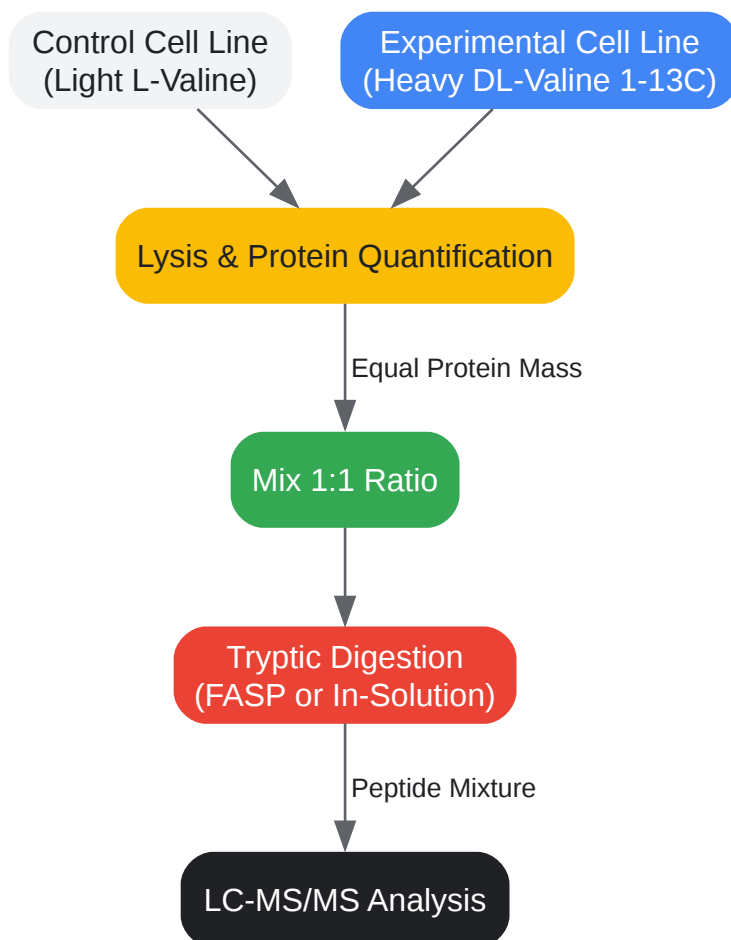 Control Cell Line
(Light L-Valine)
Experimental Cell Line
(Heavy DL-Valine 1-13C)
Lysis & Protein Quantification
Equal Protein Mass
Mix 1:1 Ratio
Tryptic Digestion
(FASP or In-Solution)
Peptide Mixture
LC-MS/MS Analysis